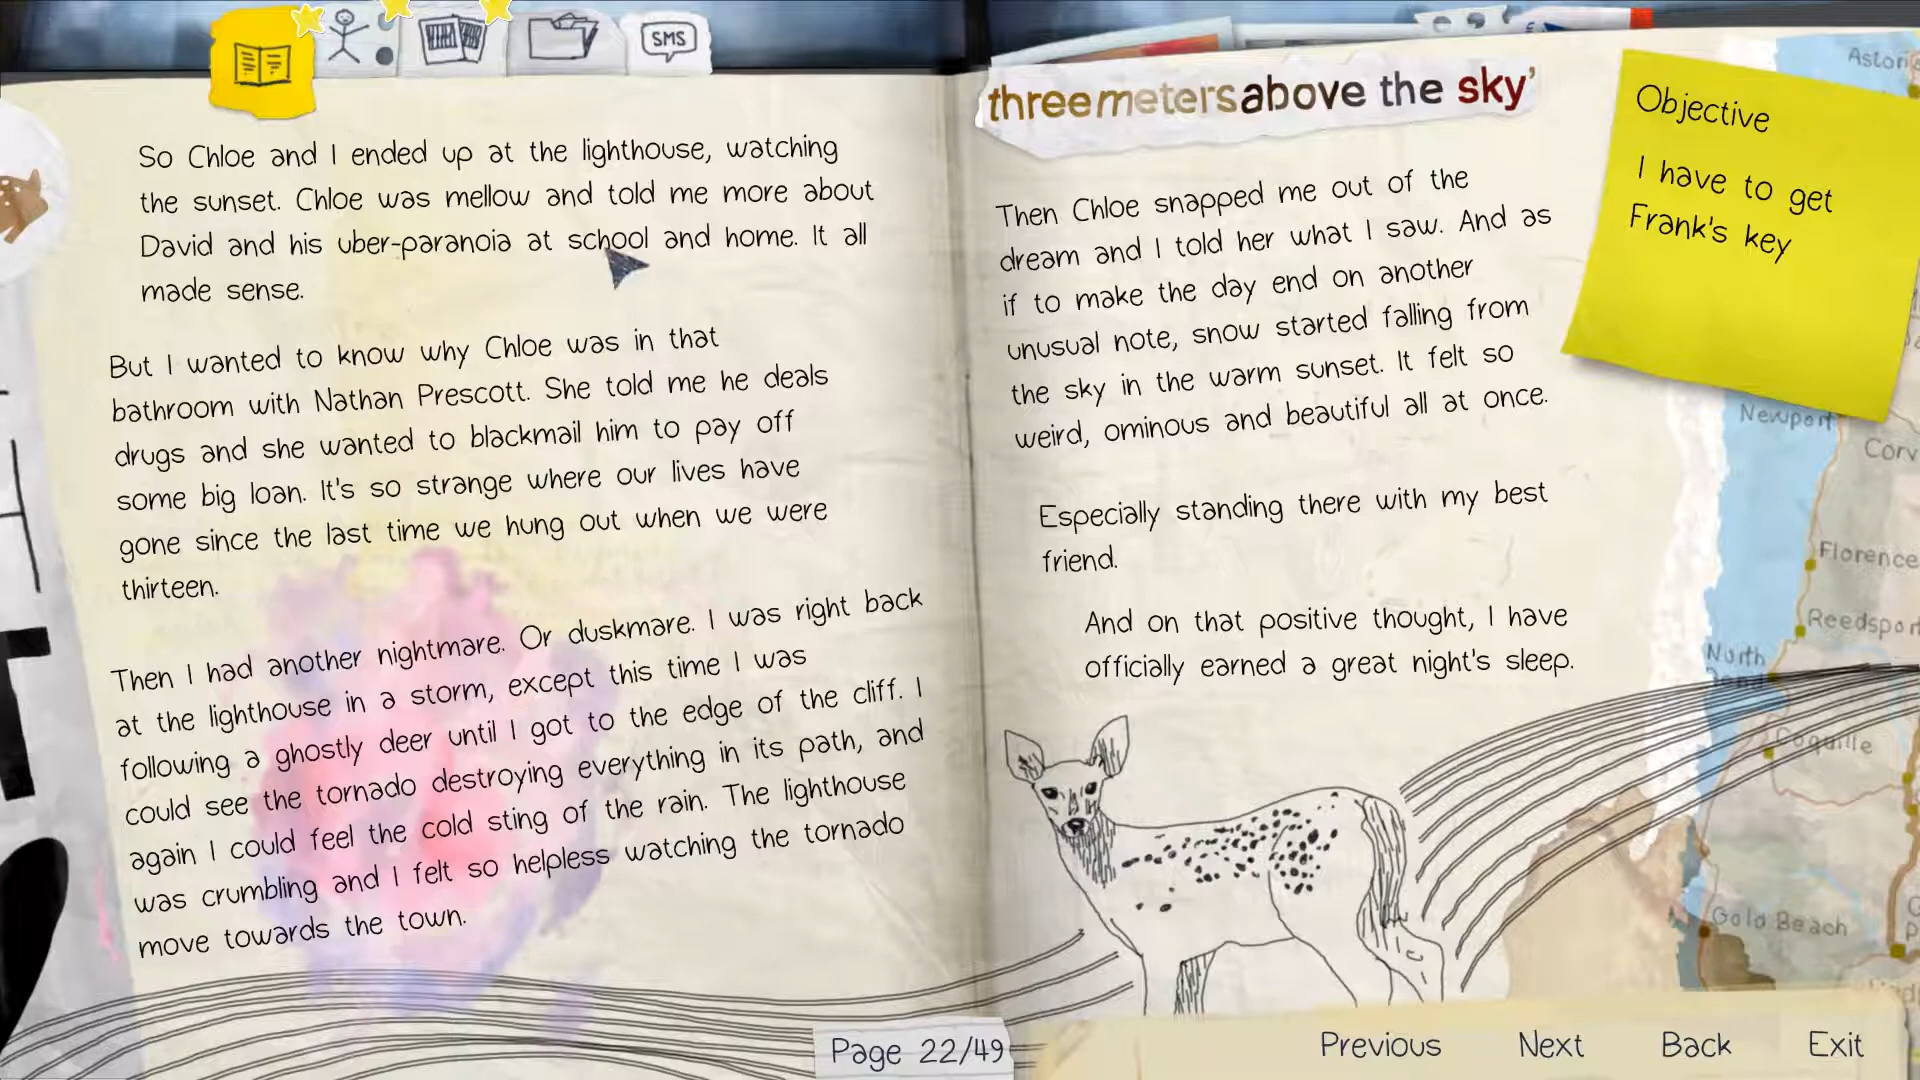 SMS
So Chloe and I ended up at the lighthouse, watching
the sunset. Chloe was mellow and told me more about
David and his uber-paranoia at school and home. It all
made sense.
But I wanted to know why Chloe was in that
bathroom with Nathan Prescott. She told me he deals
drugs and she wanted to blackmail him to pay off
some big loan. It's so strange where our lives have
gone since the last time we hung out when we were
thirteen.
Then I had another nightmare. Or duskmare. I was right back
at the lighthouse in a storm, except this time I was
following a ghostly deer until I got to the edge of the cliff. I
could see the tornado destroying everything in its path, and
again I could feel the cold sting of the rain. The lighthouse
was crumbling and I felt so helpless watching the tornado
move towards the town.
threemetersabove the sky'
Then Chloe snapped me out of the
dream and I told her what I saw. And as
if to make the day end on another
unusual note, snow started falling from
the sky in the warm sunset. It felt so
weird, ominous and beautiful all at once.
Especially standing there with my best
friend.
And on that positive thought, I have
officially earned a great night's sleep.
Objective
I have to get
Frank's key
Newport
Florence
North
Coquille
Gold Beach
Page 22/49
Previous
Next
Back
Exit